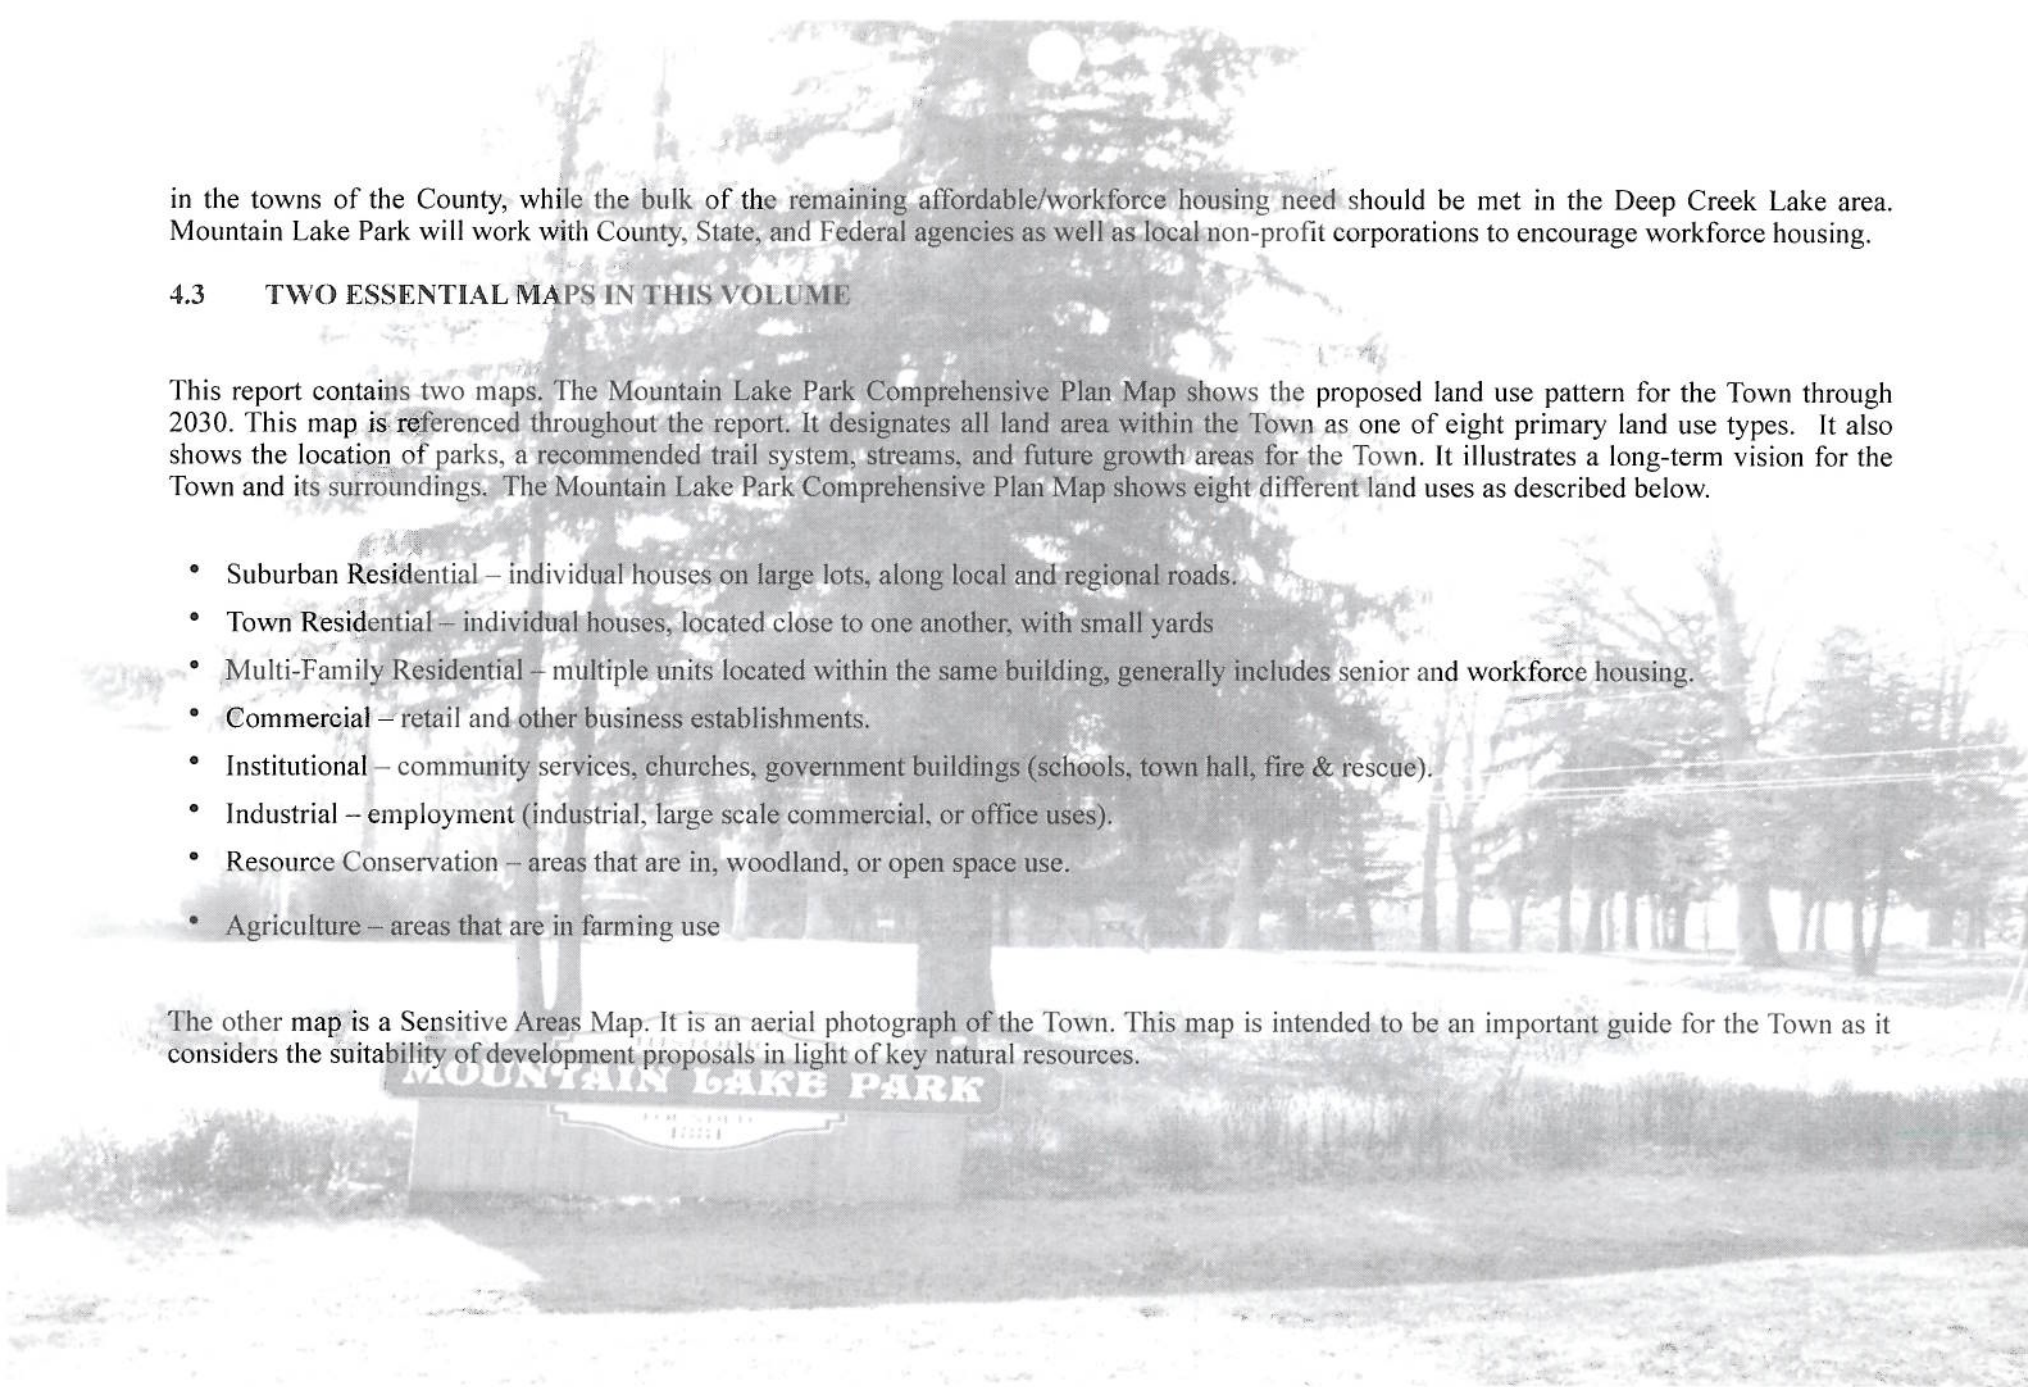 in the towns of the County, while the bulk of the remaining affordable/workforce housing need should be met in the Deep Creek Lake area.
Mountain Lake Park will work with County, State, and Federal agencies as well as local non-profit corporations to encourage workforce housing.
4.3 TWO ESSENTIAL MAPS IN THIS VOLUME
This report contains two maps. The Mountain Lake Park Comprehensive Plan Map shows the proposed land use pattern for the Town through
2030. This map is referenced throughout the report. It designates all land area within the Town as one of eight primary land use types. It also
shows the location of parks, a recommended trail system, streams, and future growth areas for the Town. It illustrates a long-term vision for the
Town and its surroundings. The Mountain Lake Park Comprehensive Plan Map shows eight different land uses as described below.
• Suburban Residential – individual houses on large lots, along local and regional roads.
• Town Residential – individual houses, located close to one another, with small yards
• Multi-Family Residential – multiple units located within the same building, generally includes senior and workforce housing.
• Commercial – retail and other business establishments.
• Institutional – community services, churches, government buildings (schools, town hall, fire & rescue).
• Industrial – employment (industrial, large scale commercial, or office uses).
• Resource Conservation – areas that are in, woodland, or open space use.
• Agriculture – areas that are in farming use
The other map is a Sensitive Areas Map. It is an aerial photograph of the Town. This map is intended to be an important guide for the Town as it
considers the suitability of development proposals in light of key natural resources.
MOUNTAIN LAKE PARK